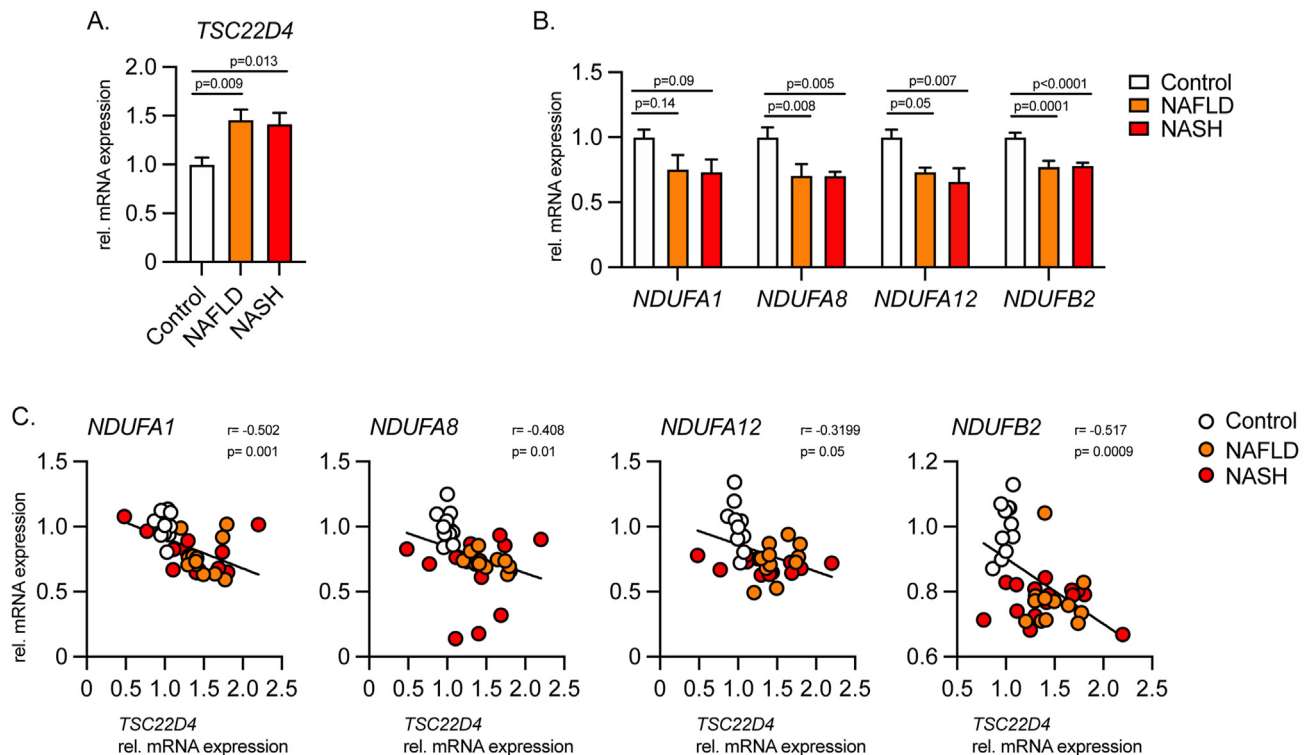 A.
TSC22D4
p=0.013
p=0.009
rel. mRNA expression
2.0
1.5
1.0
0.5
0
Control
NAFLD
NASH
B.
rel. mRNA expression
1.5
1.0
0.5
0
p=0.09
p=0.14
p=0.005
p=0.008
p=0.007
p=0.05
p<0.0001
p=0.0001
NDUFA1
NDUFA8
NDUFA12
NDUFB2
Control
NAFLD
NASH
C.
NDUFA1
r= -0.502
p= 0.001
rel. mRNA expression
1.5
1.0
0.5
0
0 0.5 1.0 1.5 2.0 2.5
TSC22D4
rel. mRNA expression
NDUFA8
r= -0.408
p= 0.01
1.5
1.0
0.5
0
0 0.5 1.0 1.5 2.0 2.5
TSC22D4
rel. mRNA expression
NDUFA12
r= -0.3199
p= 0.05
1.5
1.0
0.5
0
0 0.5 1.0 1.5 2.0 2.5
TSC22D4
rel. mRNA expression
NDUFB2
r= -0.517
p= 0.0009
1.2
1.0
0.8
0.6
0.5 1.0 1.5 2.0 2.5
TSC22D4
rel. mRNA expression
Control
NAFLD
NASH